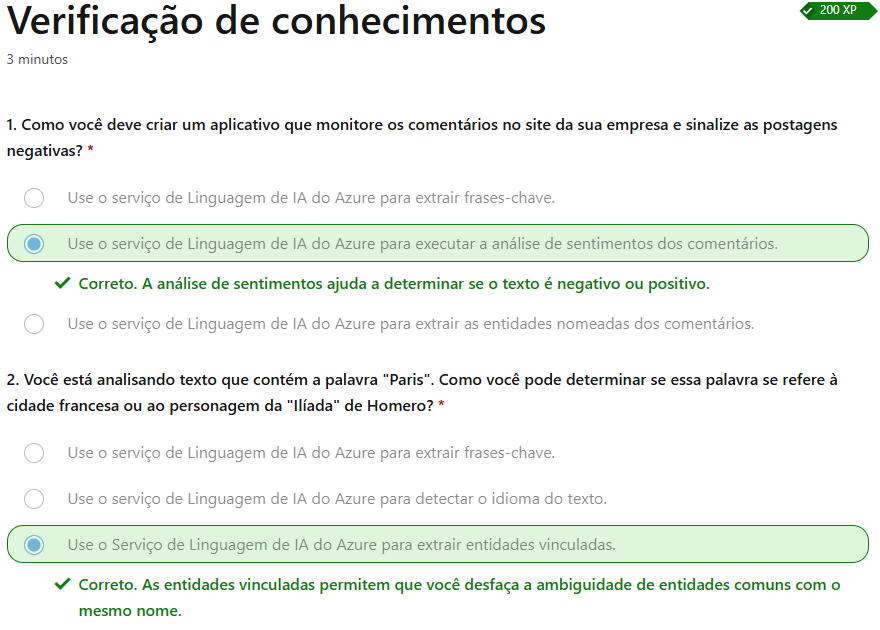 Verificação de conhecimentos
200 XP
3 minutos
1. Como você deve criar um aplicativo que monitore os comentários no site da sua empresa e sinalize as postagens
negativas? *
Use o serviço de Linguagem de IA do Azure para extrair frases-chave.
Use o serviço de Linguagem de IA do Azure para executar a análise de sentimentos dos comentários.
Correto. A análise de sentimentos ajuda a determinar se o texto é negativo ou positivo.
Use o serviço de Linguagem de IA do Azure para extrair as entidades nomeadas dos comentários.
2. Você está analisando texto que contém a palavra "Paris". Como você pode determinar se essa palavra se refere à
cidade francesa ou ao personagem da "Ilíada" de Homero? *
Use o serviço de Linguagem de IA do Azure para extrair frases-chave.
Use o serviço de Linguagem de IA do Azure para detectar o idioma do texto.
Use o Serviço de Linguagem de IA do Azure para extrair entidades vinculadas.
Correto. As entidades vinculadas permitem que você desfaça a ambiguidade de entidades comuns com o
mesmo nome.